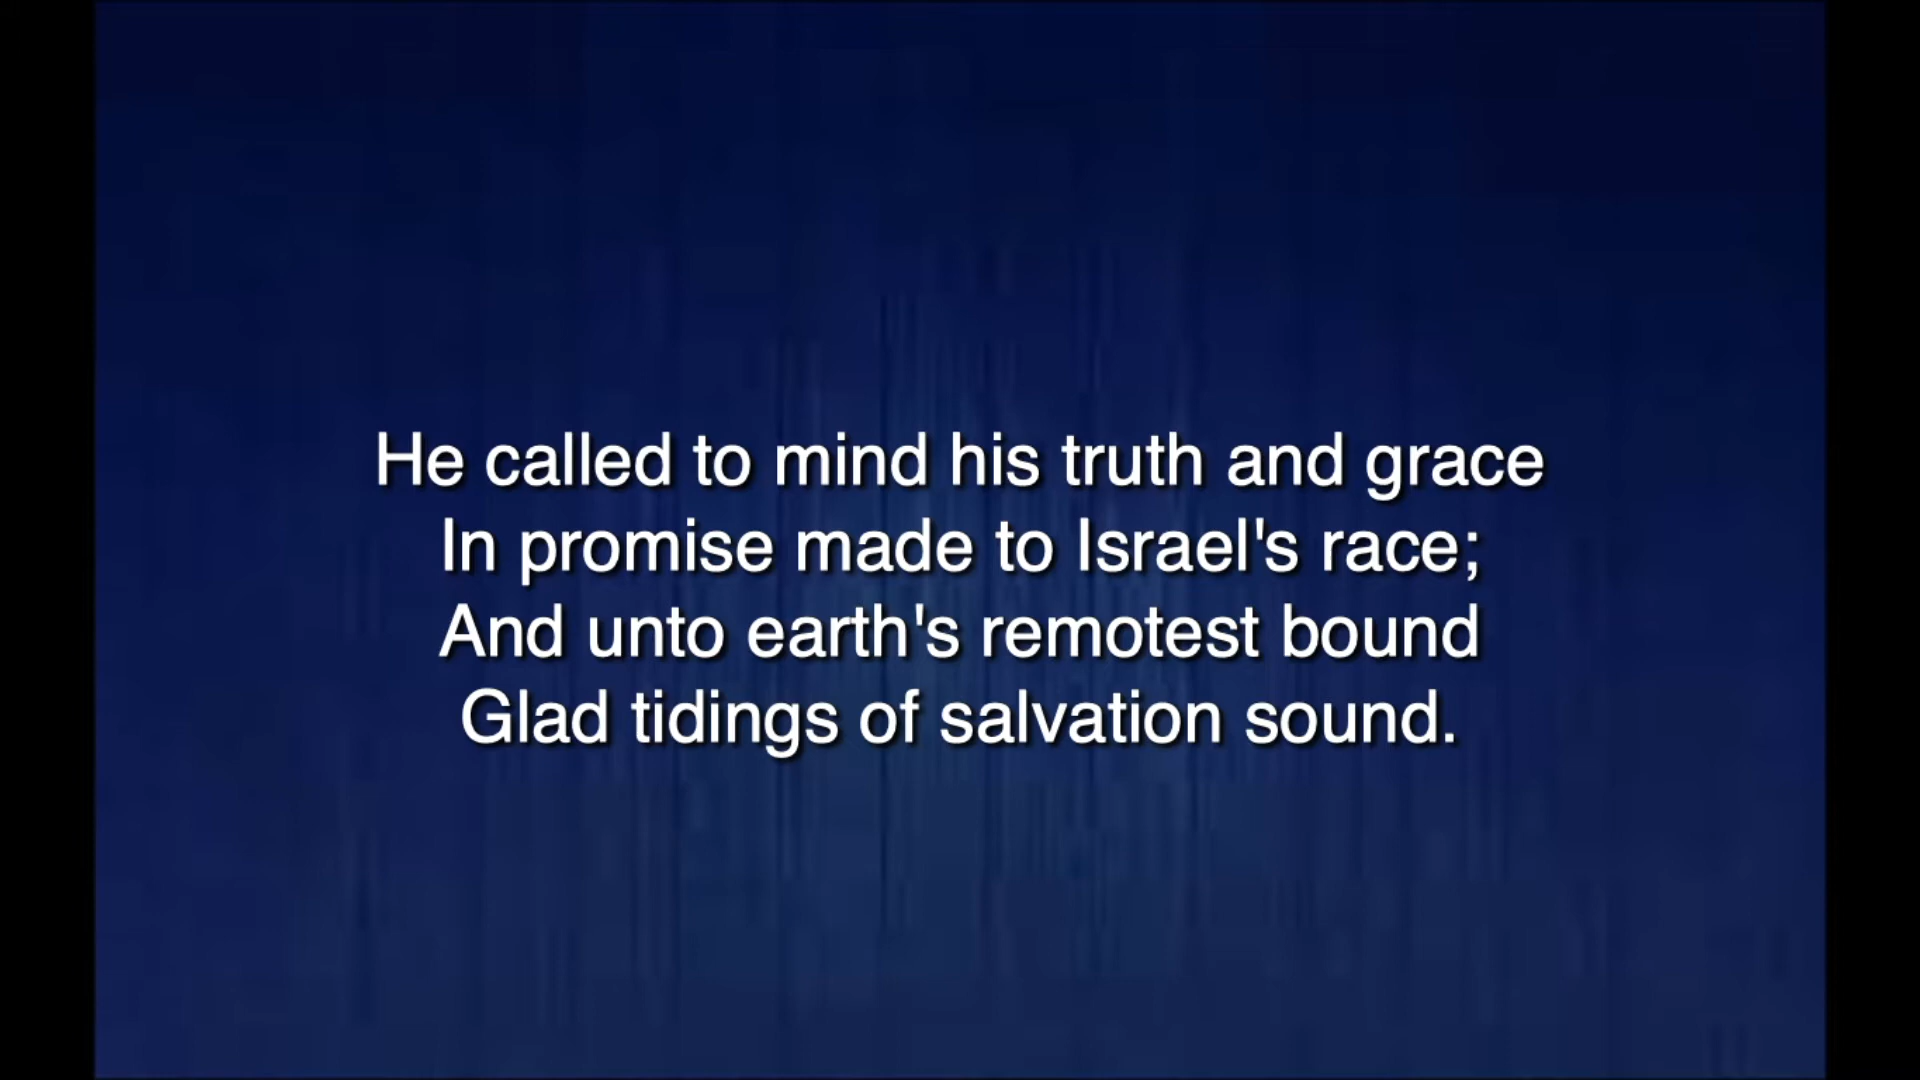 He called to mind his truth and grace
In promise made to Israel's race;
And unto earth's remotest bound
Glad tidings of salvation sound.